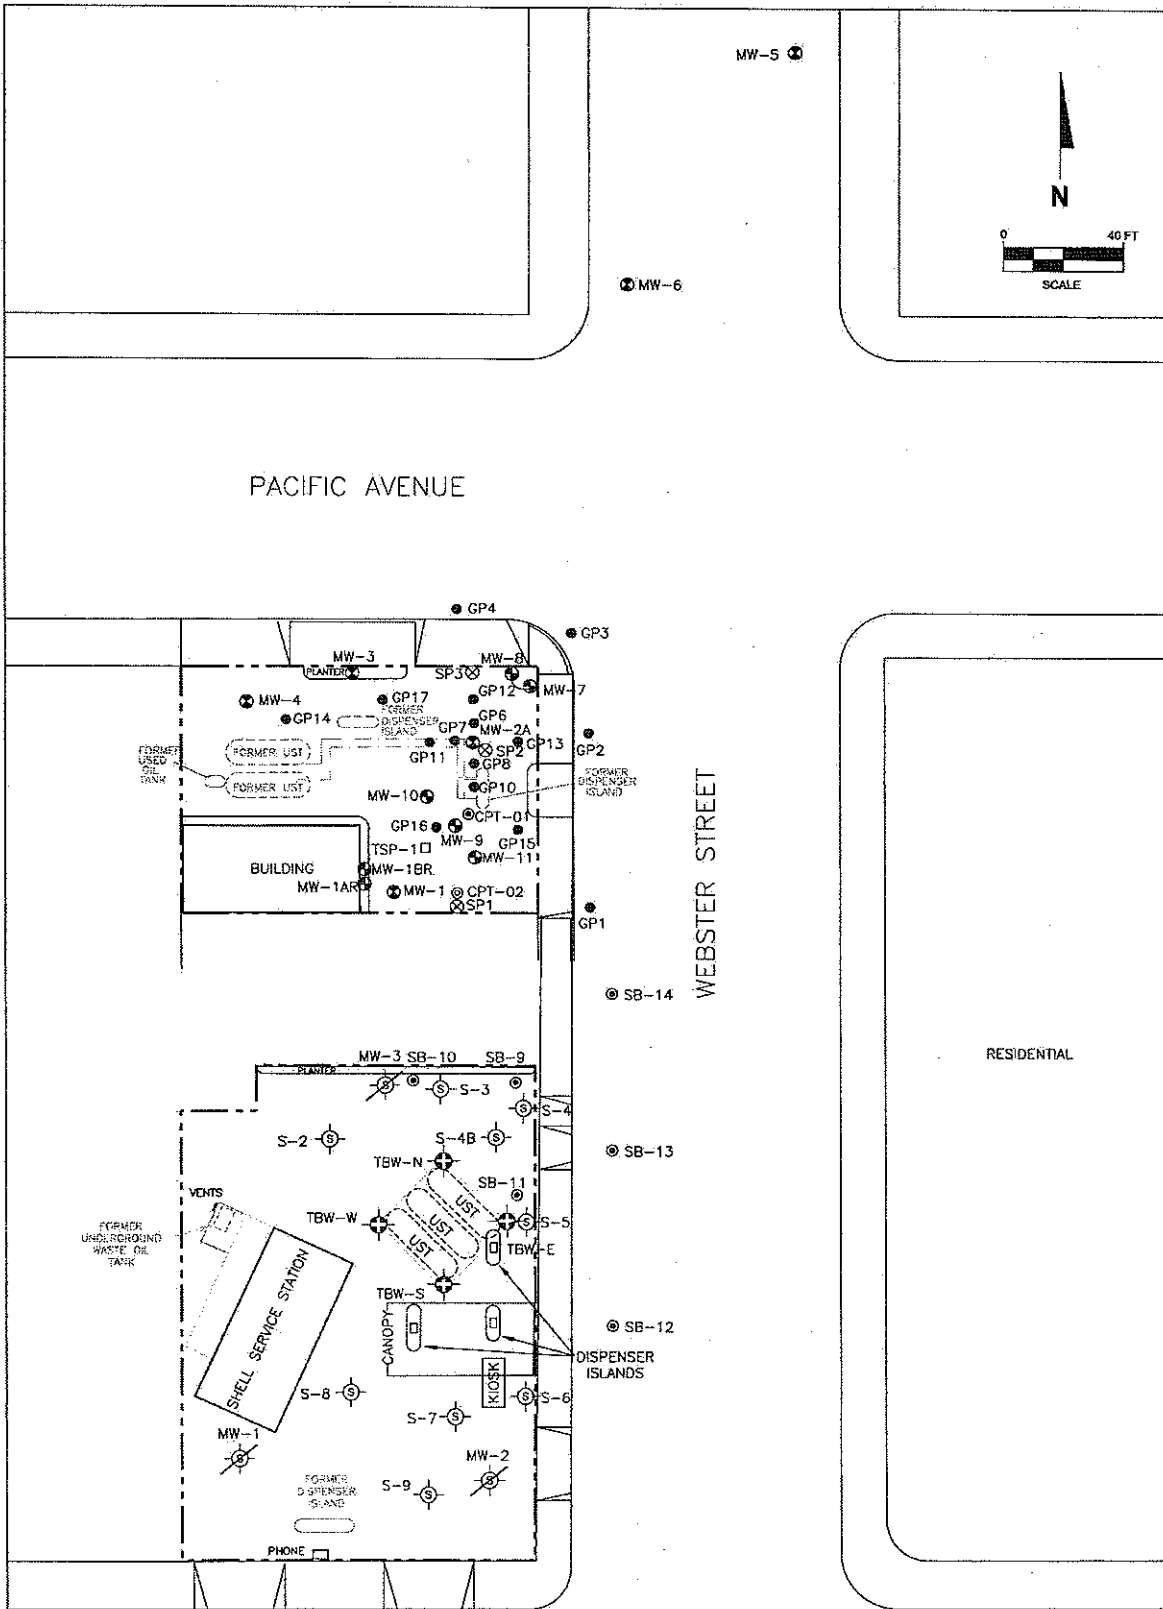 MW-5
N
0 40 FT
SCALE
MW-6
PACIFIC AVENUE
GP4
GP3
MW-3
PLANTER
SP3
MW-8
MW-7
MW-4
GP17
GP12
GP14
FORMER
DISPENSER
ISLAND
GP6
GP7
MW-2A
GP13
GP2
FORMER
USED
OIL
TANK
FORMER UST
GP11
SP2
GP8
FORMER UST
GP10
FORMER
DISPENSER
ISLAND
MW-10
CPT-01
GP16
MW-9
GP15
TSP-1
MW-11
BUILDING
MW-1BR
MW-1AR
MW-1
CPT-02
SP1
GP1
WEBSTER STREET
SB-14
RESIDENTIAL
MW-3
SB-10
SB-9
PLANTER
S-3
S-4
S-2
S-4B
SB-13
TBW-N
SB-11
VENTS
UST
UST
UST
TBW-W
S-5
FORMER
UNDERGROUND
WASTE OIL
TANK
TBW-E
TBW-S
SHELL SERVICE STATION
CANOPY
SB-12
DISPENSER
ISLANDS
KIOSK
S-8
S-6
S-7
MW-1
MW-2
FORMER
DISPENSER
ISLAND
S-9
PHONE